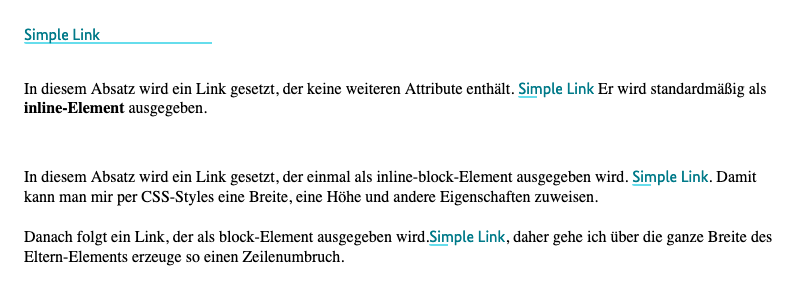 Simple Link
In diesem Absatz wird ein Link gesetzt, der keine weiteren Attribute enthält. Simple Link Er wird standardmäßig als
inline-Element ausgegeben.
In diesem Absatz wird ein Link gesetzt, der einmal als inline-block-Element ausgegeben wird. Simple Link. Damit
kann man mir per CSS-Styles eine Breite, eine Höhe und andere Eigenschaften zuweisen.
Danach folgt ein Link, der als block-Element ausgegeben wird.Simple Link, daher gehe ich über die ganze Breite des
Eltern-Elements erzeuge so einen Zeilenumbruch.